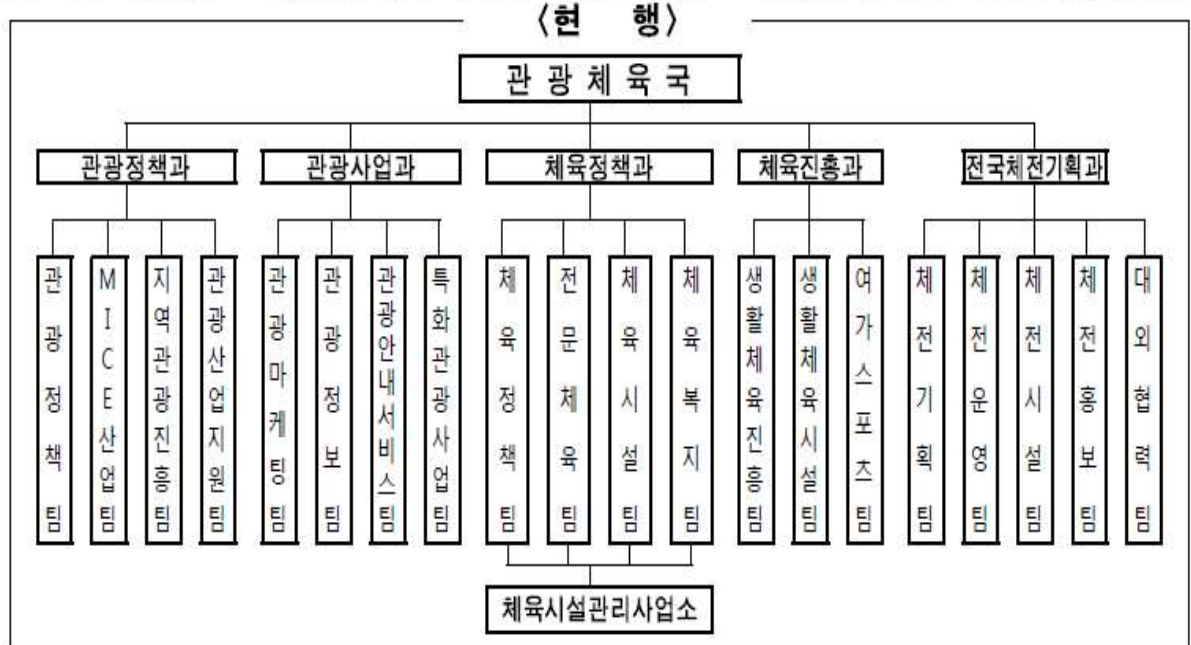 〈현 행〉
관 광 체 육 국
관광정책과
관광사업과
체육정책과
체육진흥과
전국체전기획과
관광정책팀
MICE산업팀
지역관광진흥팀
관광산업지원팀
관광마케팅팀
관광정보팀
관광안내서비스팀
특화관광사업팀
체육정책팀
전문체육팀
체육시설팀
체육복지팀
생활체육진흥팀
생활체육시설팀
여가스포츠팀
체전기획팀
체전운영팀
체전시설팀
체전홍보팀
대외협력팀
체육시설관리사업소